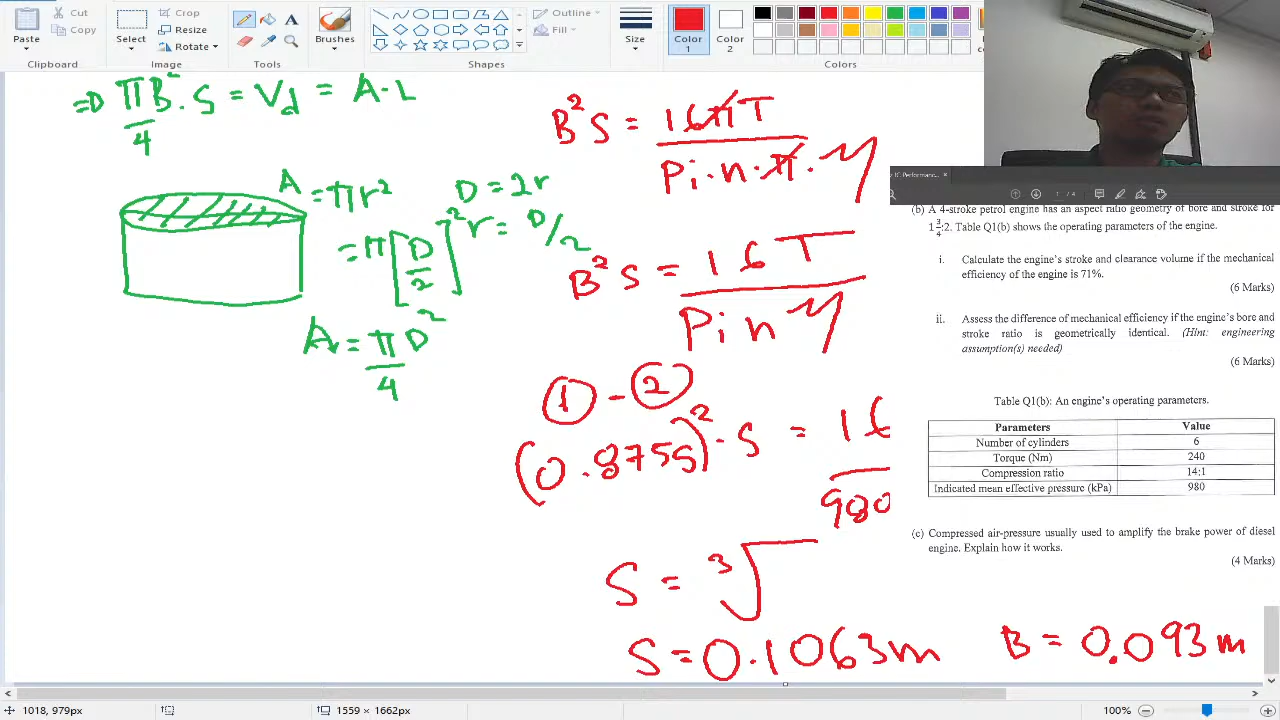 Paste
Cut
Copy
Clipboard
Select
Crop
Resize
Rotate
Image
A
Tools
Brushes
Outline
Fill
Shapes
Size
Color
1
Color
2
Colors
⇒D πB²/4 . S = Vd = A.L
A = πr²
D = 2r
= π [D/2]²
r = D/2
A = πD²/4
B²S = 16πT / Pi.n.π.η
B²S = 16T / Pi n η
① - ②
(0.875S)².S = 16
980
S = ³√
S = 0.1063m
B = 0.093m
IC Performanc...
1 / 4
(b) A 4-stroke petrol engine has an aspect ratio geometry of bore and stroke for
1 3/4:2. Table Q1(b) shows the operating parameters of the engine.
i. Calculate the engine's stroke and clearance volume if the mechanical
efficiency of the engine is 71%.
(6 Marks)
ii. Assess the difference of mechanical efficiency if the engine's bore and
stroke ratio is geometrically identical. (Hint: engineering
assumption(s) needed)
(6 Marks)
Table Q1(b): An engine's operating parameters.
Parameters Value
Number of cylinders 6
Torque (Nm) 240
Compression ratio 14:1
Indicated mean effective pressure (kPa) 980
(c) Compressed air-pressure usually used to amplify the brake power of diesel
engine. Explain how it works.
(4 Marks)
1018, 979px
1559 × 1662px
100%